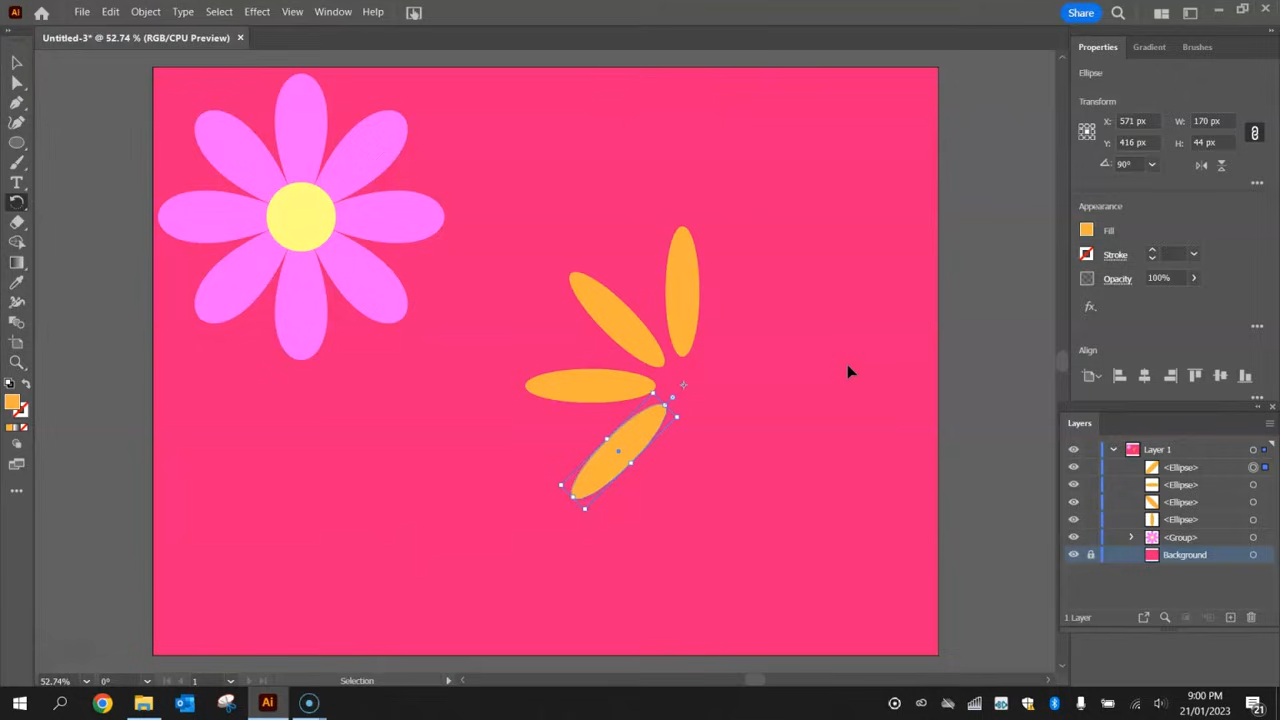 Ai File Edit Object Type Select Effect View Window Help Share
Untitled-3* @ 52.74 % (RGB/CPU Preview) ×
Properties Gradient Brushes
Ellipse
Transform
X: 571 px W: 170 px
Y: 416 px H: 44 px
90°
Appearance
Fill
Stroke
Opacity 100%
fx.
Align
Layers
Layer 1
<Ellipse>
<Ellipse>
<Ellipse>
<Ellipse>
<Group>
Background
1 Layer
52.74% 0° 1 Selection
Ai
9:00 PM
21/01/2023
21